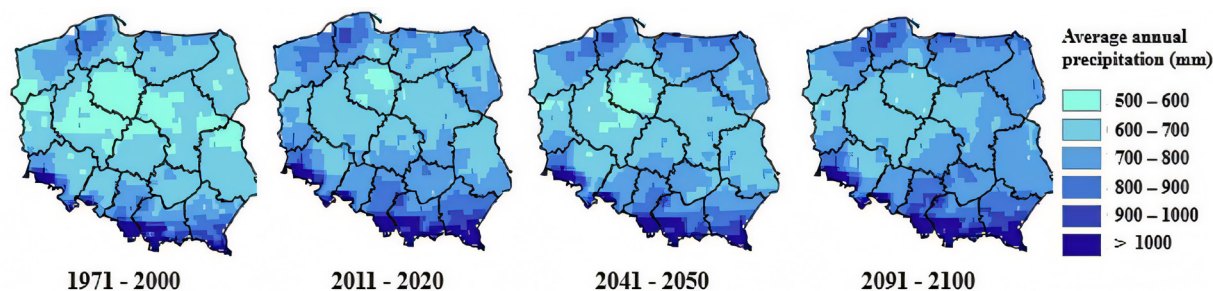 Average annual
precipitation (mm)
500 – 600
600 – 700
700 – 800
800 – 900
900 – 1000
> 1000
1971 - 2000
2011 - 2020
2041 - 2050
2091 - 2100